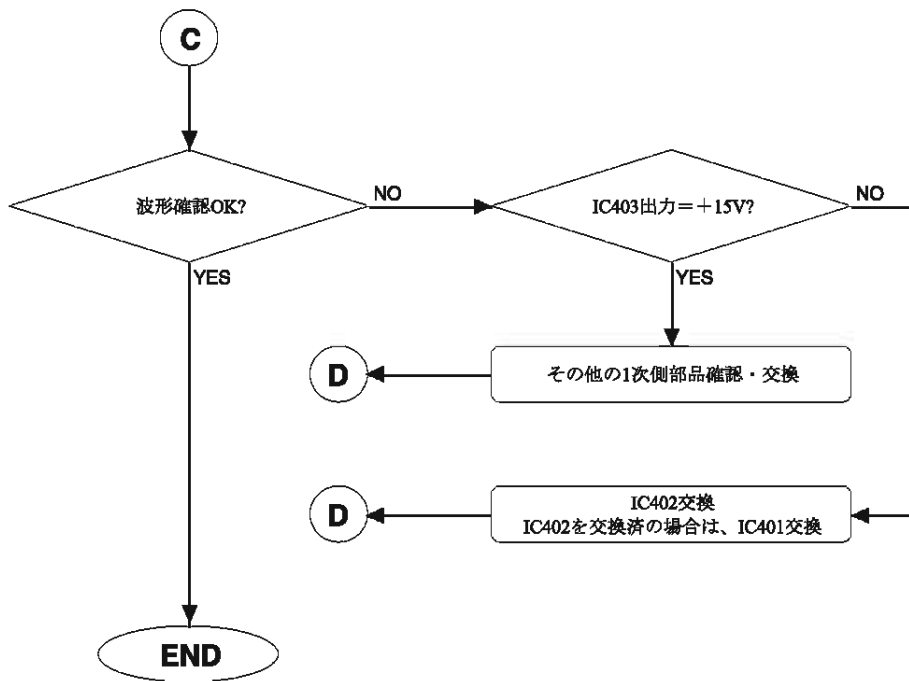 C
波形確認OK?
NO
IC403出力＝＋15V?
NO
YES
YES
D
その他の1次側部品確認・交換
D
IC402交換
IC402を交換済の場合は、IC401交換
END